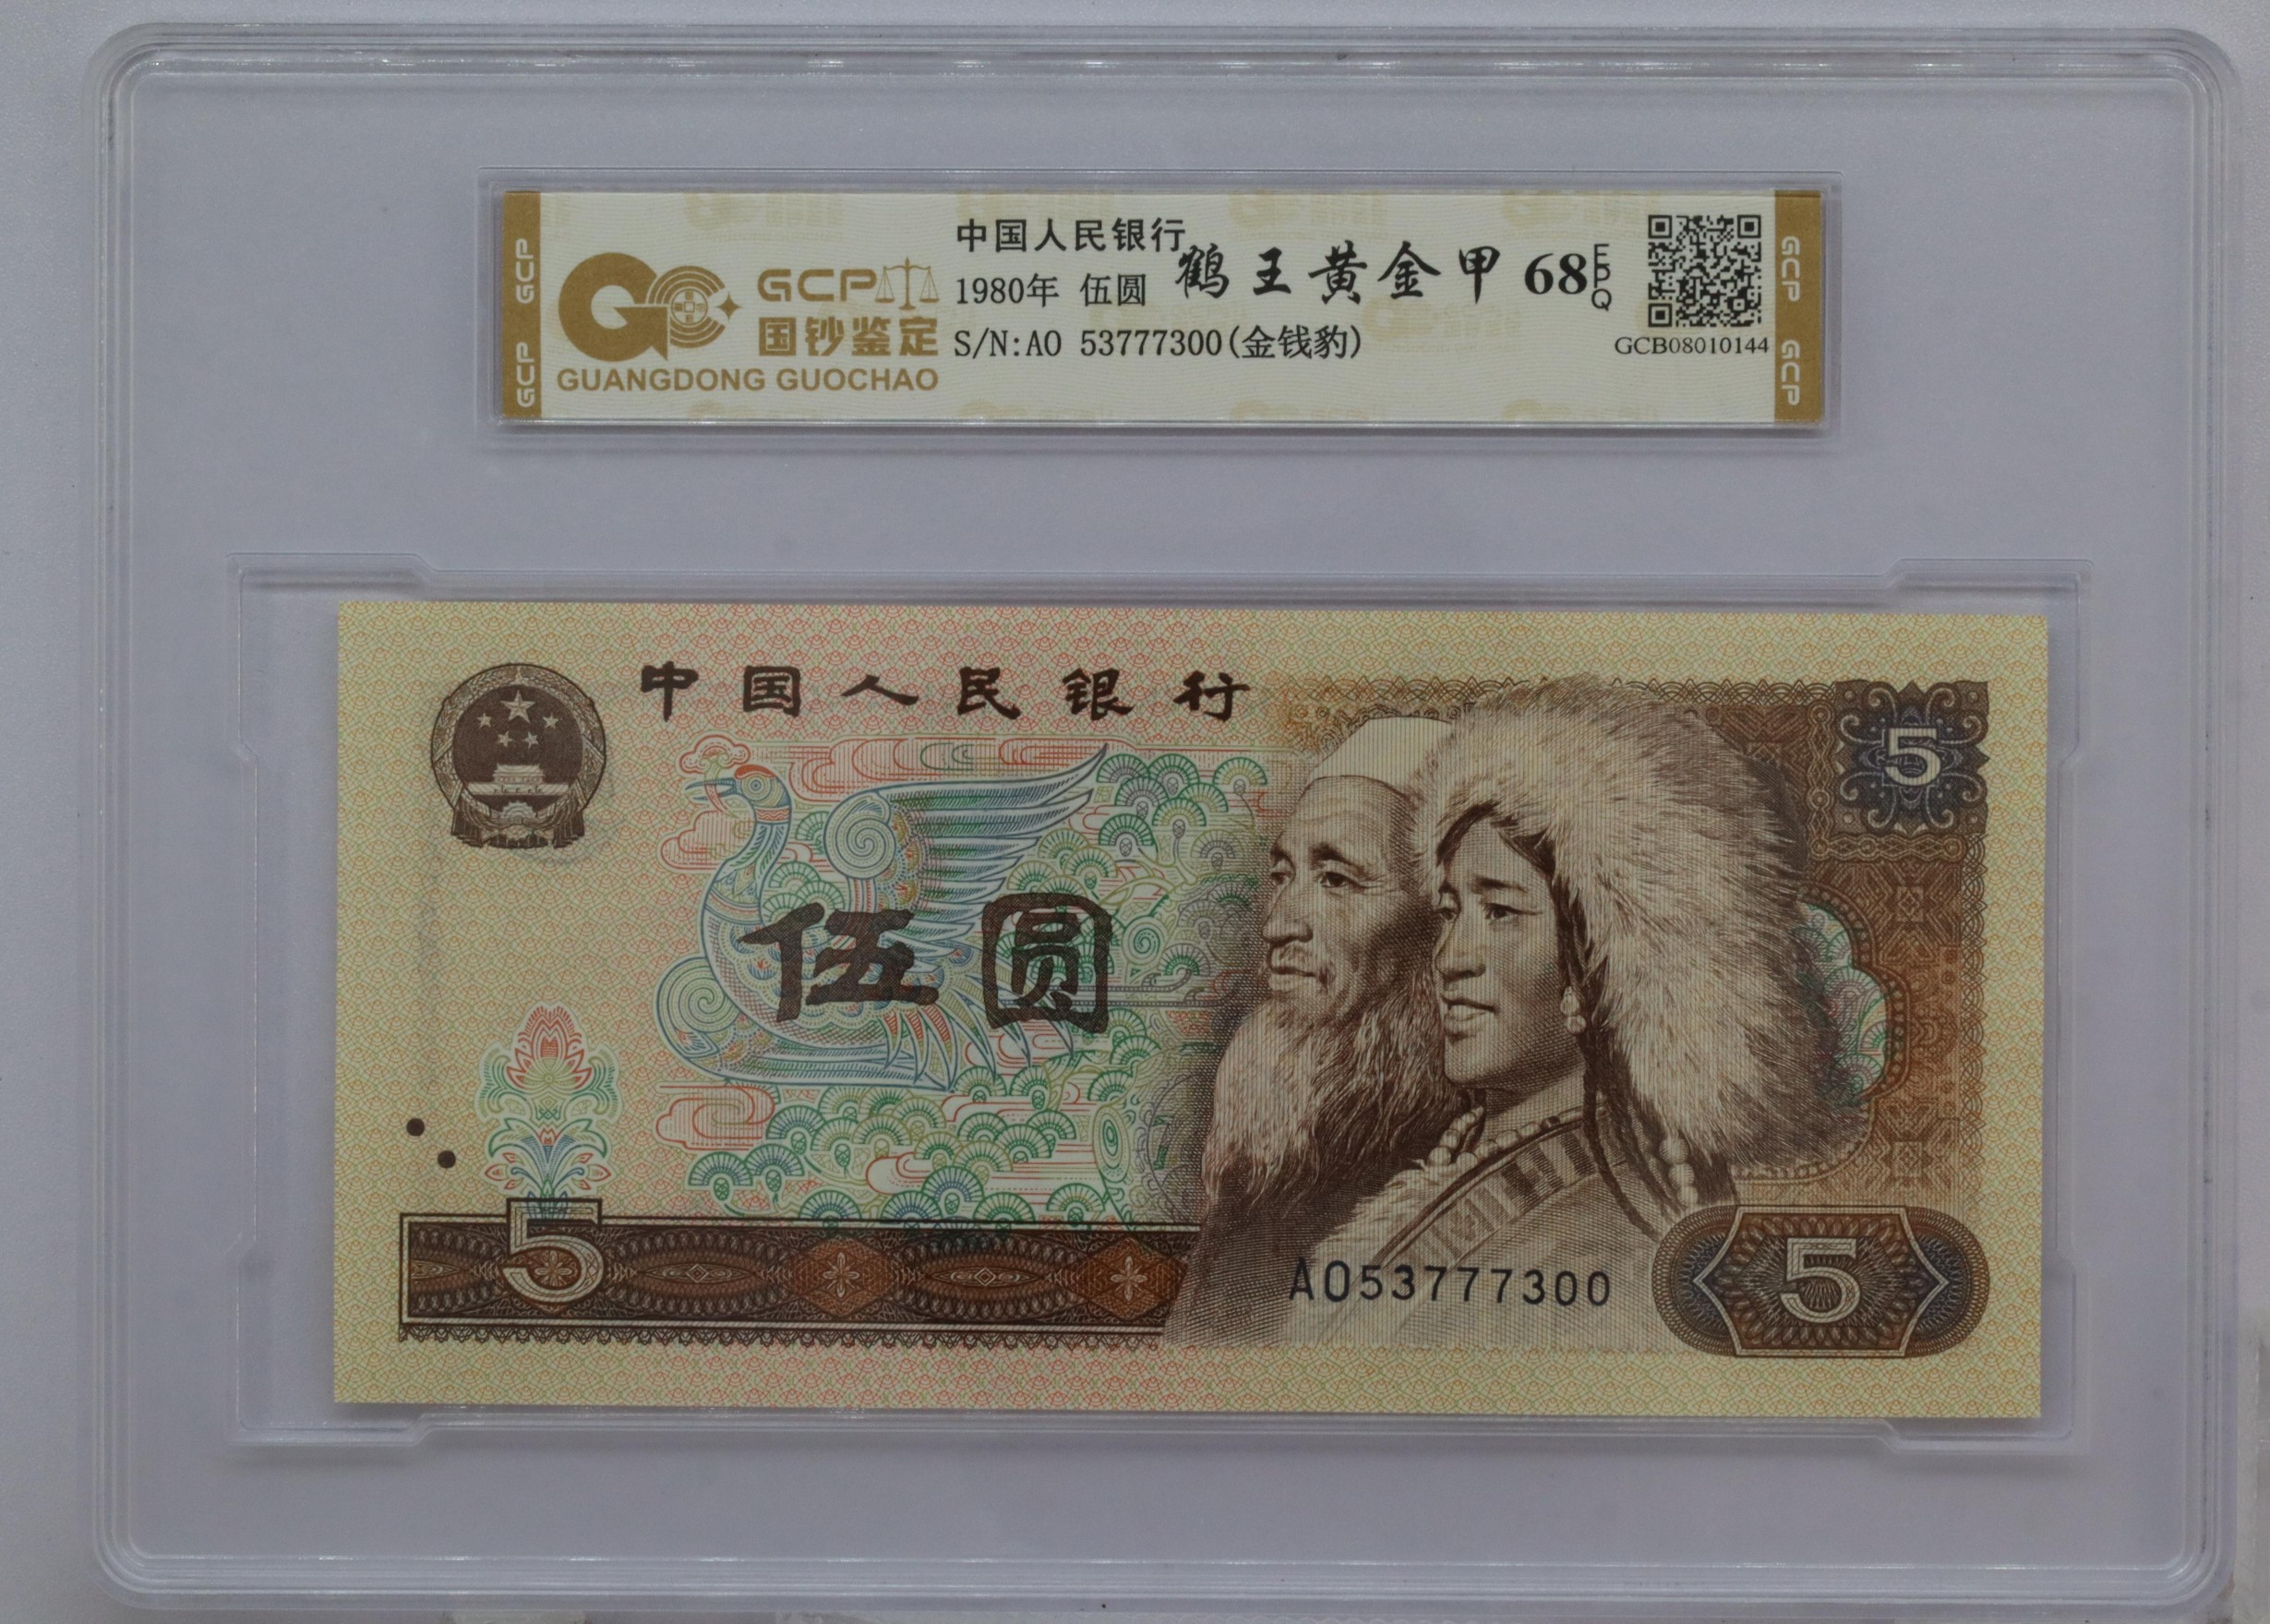 GCP GCP
GCP
国钞鉴定
GUANGDONG GUOCHAO
中国人民银行
1980年 伍圆
S/N:AO 53777300(金钱豹)
鹤王黄金甲 68 EPQ
GCB08010144
GCP GCP
中国人民银行
5
伍圆
5
AO53777300
5